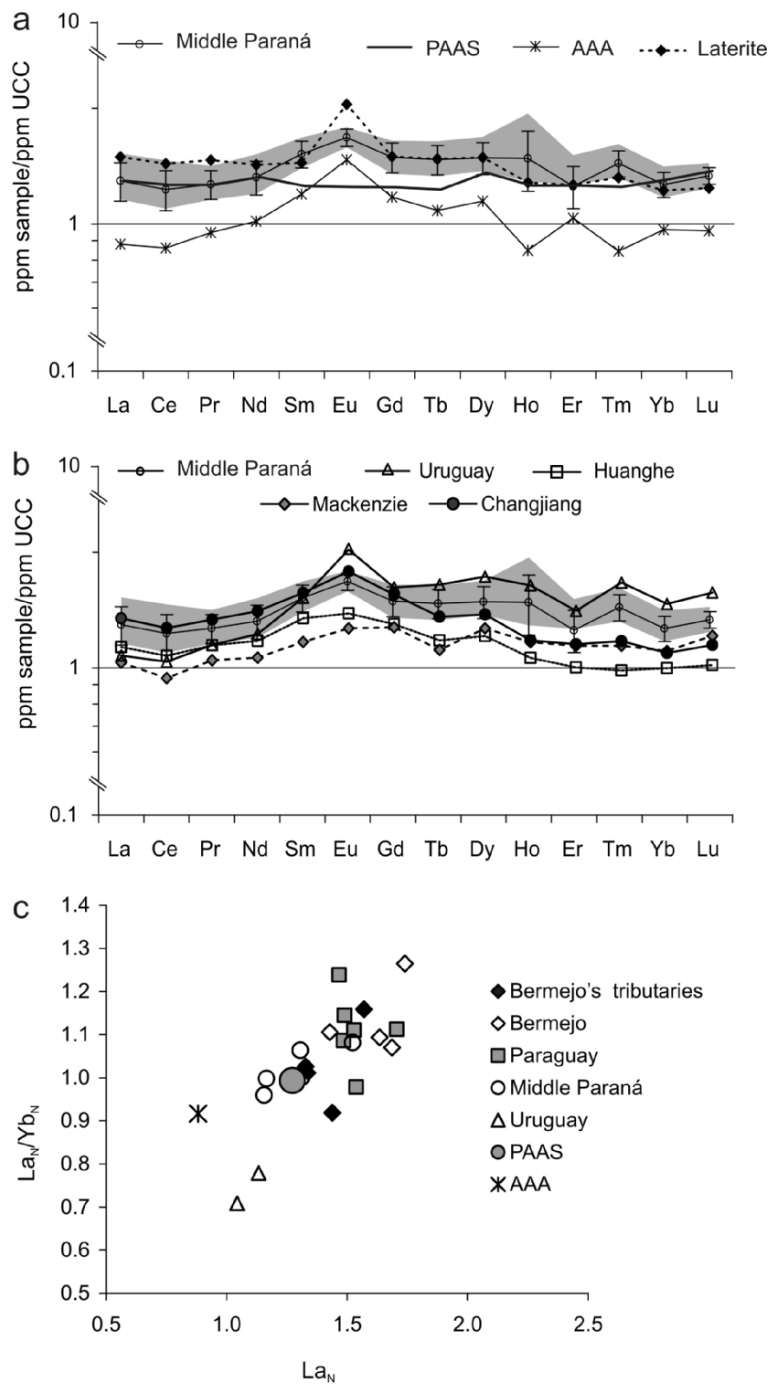 a
10
Middle Paraná PAAS AAA Laterite
ppm sample/ppm UCC
1
0.1
La Ce Pr Nd Sm Eu Gd Tb Dy Ho Er Tm Yb Lu
b
10
Middle Paraná Uruguay Huanghe
Mackenzie Changjiang
ppm sample/ppm UCC
1
0.1
La Ce Pr Nd Sm Eu Gd Tb Dy Ho Er Tm Yb Lu
c
1.4
1.3
1.2
1.1
1.0
0.9
0.8
0.7
0.6
0.5
LaN/YbN
Bermejo's tributaries
Bermejo
Paraguay
Middle Paraná
Uruguay
PAAS
AAA
0.5 1.0 1.5 2.0 2.5
LaN